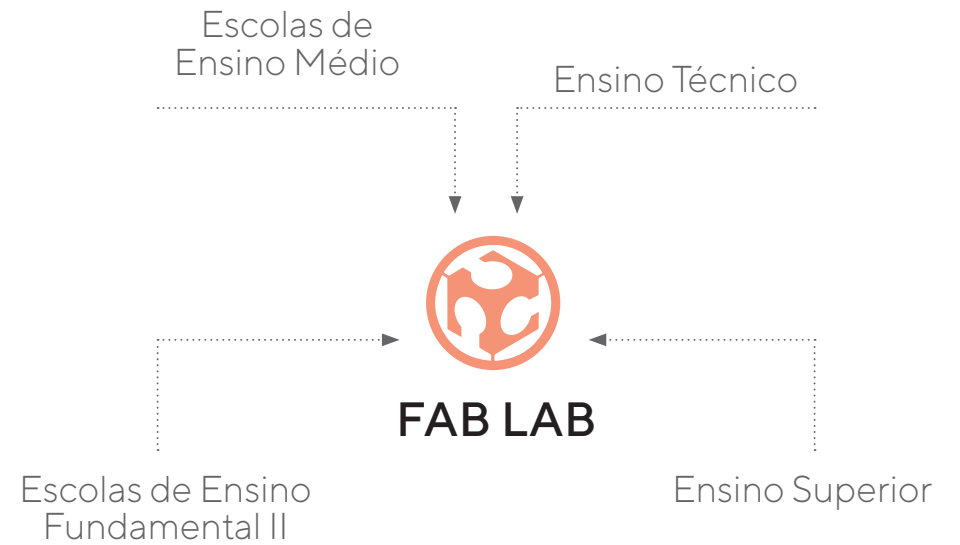 Escolas de
Ensino Médio
Ensino Técnico
FAB LAB
Escolas de Ensino
Fundamental II
Ensino Superior